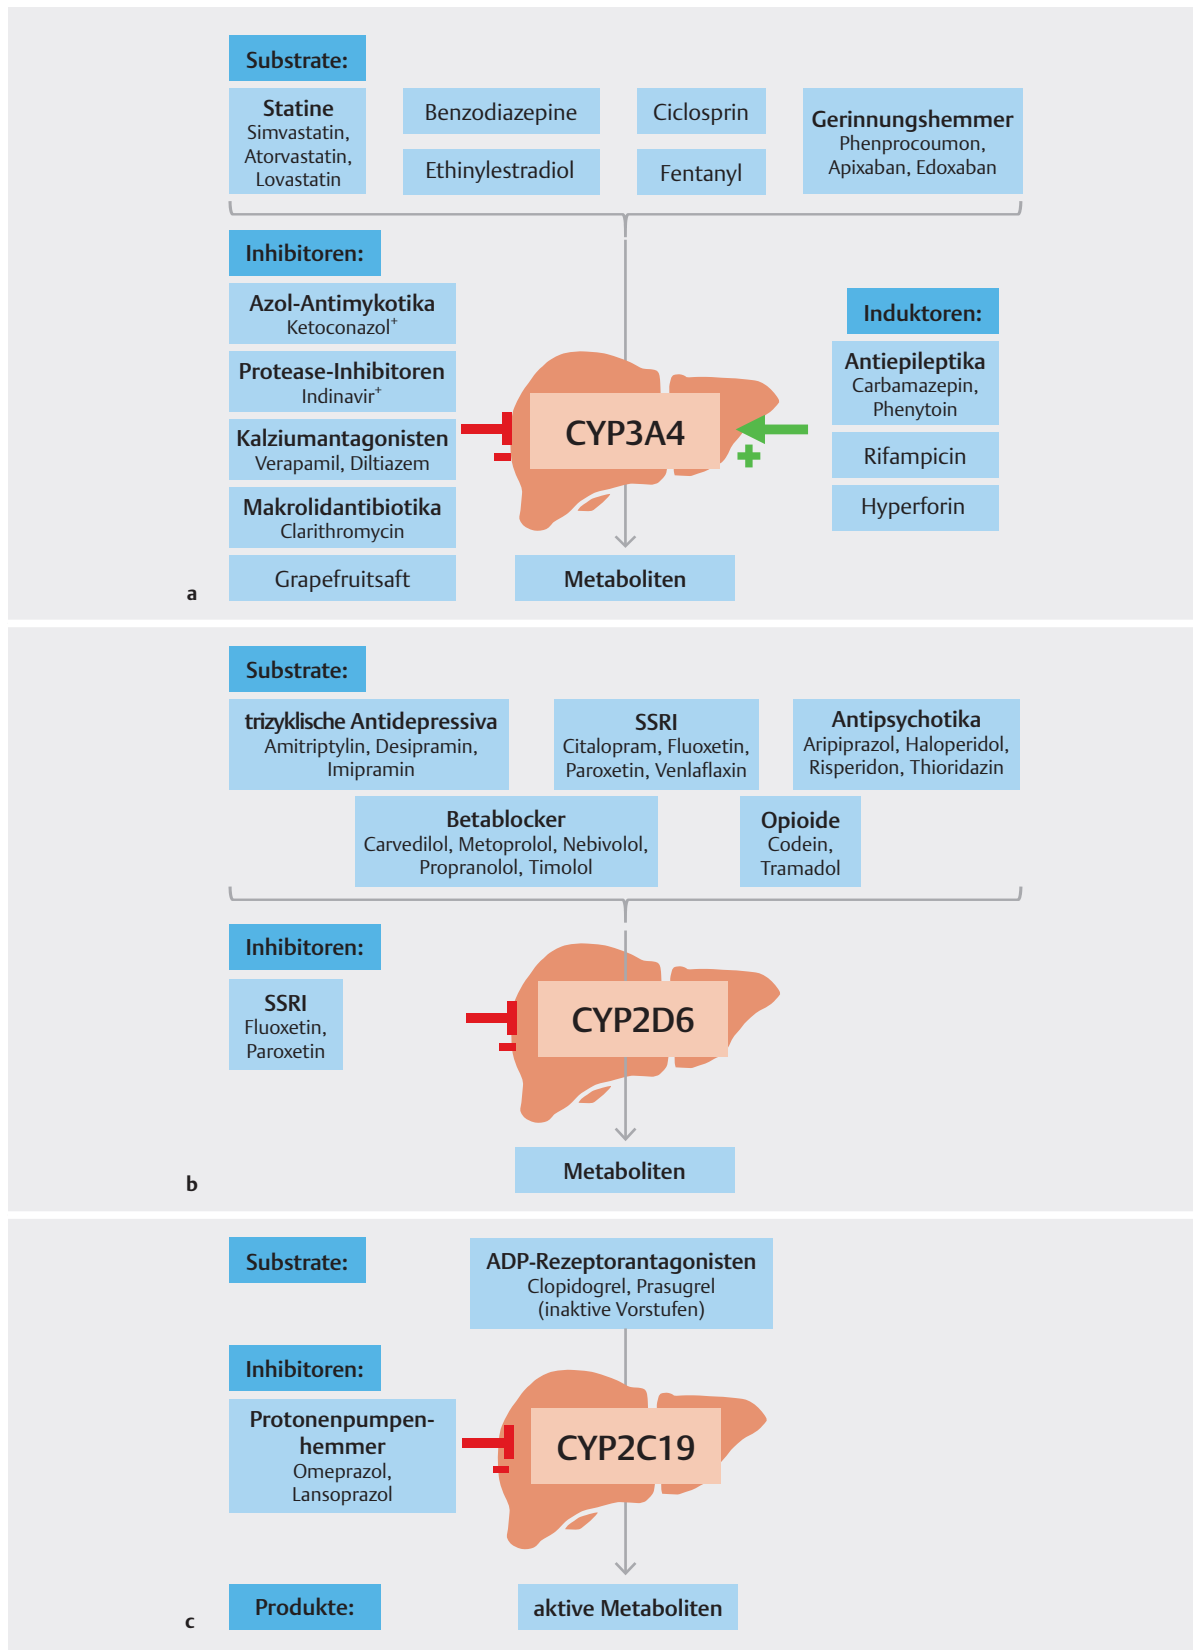 Substrate:
Statine
Simvastatin,
Atorvastatin,
Lovastatin
Benzodiazepine
Ethinylestradiol
Ciclosprin
Fentanyl
Gerinnungshemmer
Phenprocoumon,
Apixaban, Edoxaban
Inhibitoren:
Azol-Antimykotika
Ketoconazol⁺
Protease-Inhibitoren
Indinavir⁺
Kalziumantagonisten
Verapamil, Diltiazem
Makrolidantibiotika
Clarithromycin
Grapefruitsaft
CYP3A4
Induktoren:
Antiepileptika
Carbamazepin,
Phenytoin
Rifampicin
Hyperforin
Metaboliten
a
Substrate:
trizyklische Antidepressiva
Amitriptylin, Desipramin,
Imipramin
SSRI
Citalopram, Fluoxetin,
Paroxetin, Venlaflaxin
Antipsychotika
Aripiprazol, Haloperidol,
Risperidon, Thioridazin
Betablocker
Carvedilol, Metoprolol, Nebivolol,
Propranolol, Timolol
Opioide
Codein,
Tramadol
Inhibitoren:
SSRI
Fluoxetin,
Paroxetin
CYP2D6
Metaboliten
b
Substrate:
ADP-Rezeptorantagonisten
Clopidogrel, Prasugrel
(inaktive Vorstufen)
Inhibitoren:
Protonenpumpen-
hemmer
Omeprazol,
Lansoprazol
CYP2C19
Produkte:
aktive Metaboliten
c